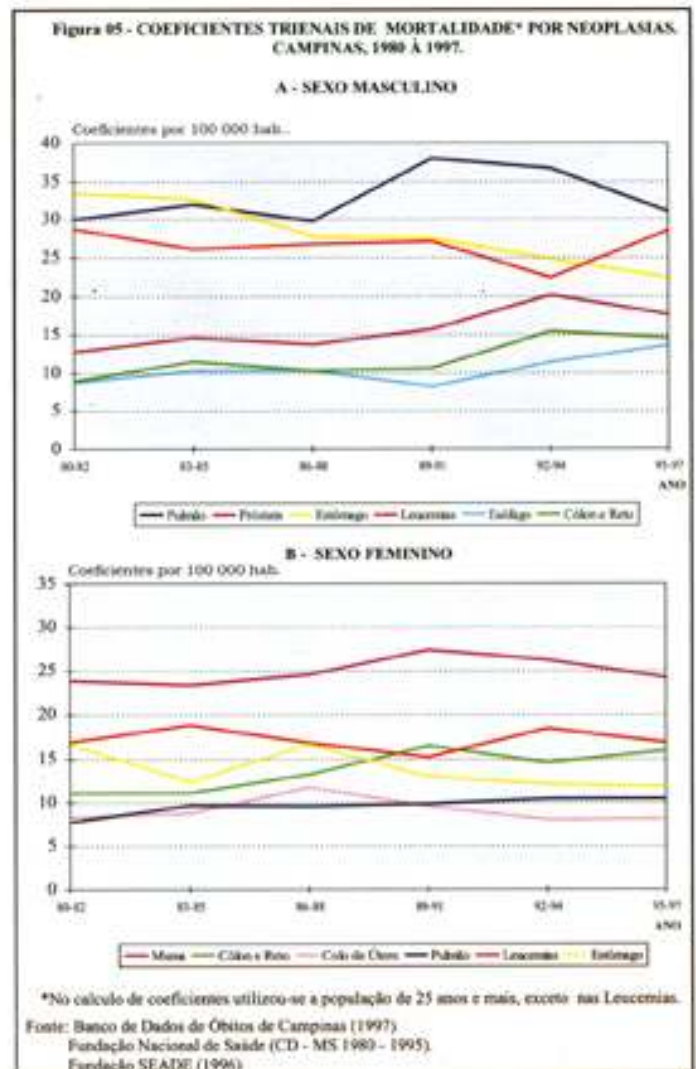 Figura 05 - COEFICIENTES TRIENAIS DE MORTALIDADE* POR NEOPLASIAS.
CAMPINAS, 1980 À 1997.
A - SEXO MASCULINO
Coeficientes por 100 000 hab..
40
35
30
25
20
15
10
5
0
80-82 83-85 86-88 89-91 92-94 95-97
ANO
Pulmão Próstata Estômago Leucemias Esôfago Cólon e Reto
B - SEXO FEMININO
Coeficientes por 100 000 hab.
35
30
25
20
15
10
5
0
80-82 83-85 86-88 89-91 92-94 95-97
ANO
Mama Cólon e Reto Colo de Útero Pulmão Leucemias Estômago
*No calculo de coeficientes utilizou-se a população de 25 anos e mais, exceto nas Leucemias.
Fonte: Banco de Dados de Óbitos de Campinas (1997)
Fundação Nacional de Saúde (CD - MS 1980 - 1995).
Fundação SEADE (1996)